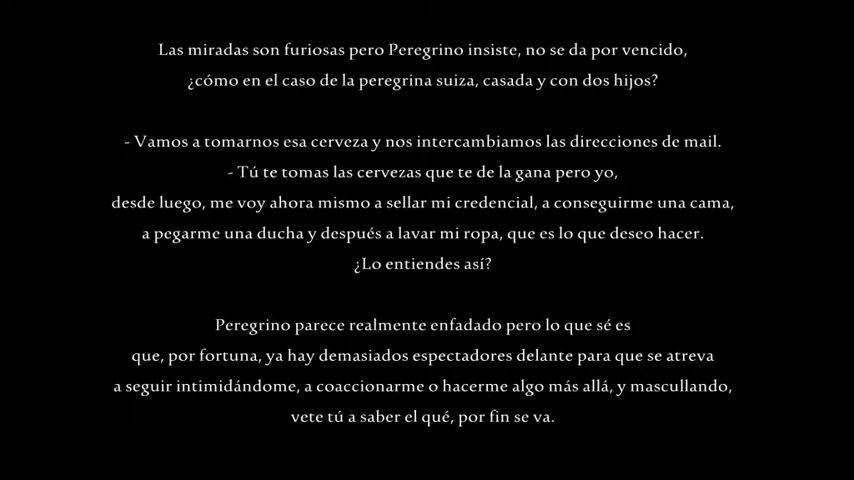 Las miradas son furiosas pero Peregrino insiste, no se da por vencido,
¿cómo en el caso de la peregrina suiza, casada y con dos hijos?
- Vamos a tomarnos esa cerveza y nos intercambiamos las direcciones de mail.
- Tú te tomas las cervezas que te de la gana pero yo,
desde luego, me voy ahora mismo a sellar mi credencial, a conseguirme una cama,
a pegarme una ducha y después a lavar mi ropa, que es lo que deseo hacer.
¿Lo entiendes así?
Peregrino parece realmente enfadado pero lo que sé es
que, por fortuna, ya hay demasiados espectadores delante para que se atreva
a seguir intimidándome, a coaccionarme o hacerme algo más allá, y mascullando,
vete tú a saber el qué, por fin se va.